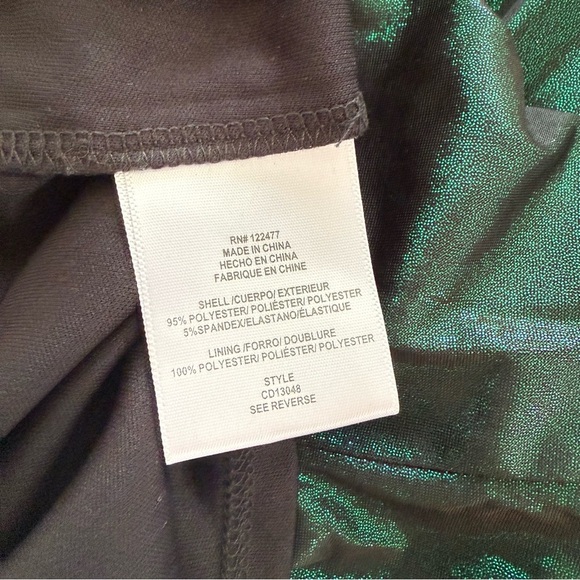 RN# 122477
MADE IN CHINA
HECHO EN CHINA
FABRIQUE EN CHINE
SHELL /CUERPO/ EXTERIEUR
95% POLYESTER/ POLIÉSTER/ POLYESTER
5%SPANDEX/ELASTANO/ÉLASTIQUE
LINING /FORRO/ DOUBLURE
100% POLYESTER/ POLIÉSTER/ POLYESTER
STYLE
CD13048
SEE REVERSE